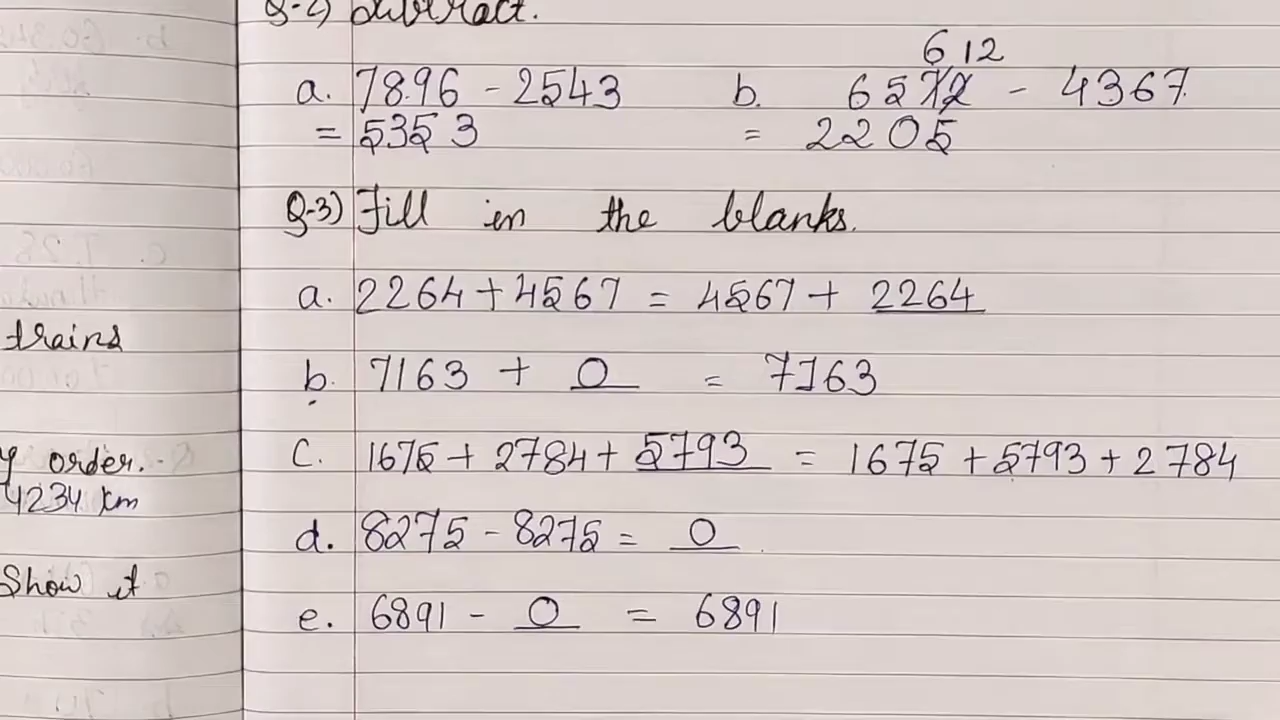 Q-2) Subtract.
6 12
a. 7896 - 2543 b. 6572 - 4367
= 5353 = 2205
Q-3) Fill in the blanks.
a. 2264 + 4567 = 4567 + 2264
b. 7163 + 0 = 7163
c. 1675 + 2784 + 5793 = 1675 + 5793 + 2784
d. 8275 - 8275 = 0
e. 6891 - 0 = 6891
trains
order.
4234 km
Show it